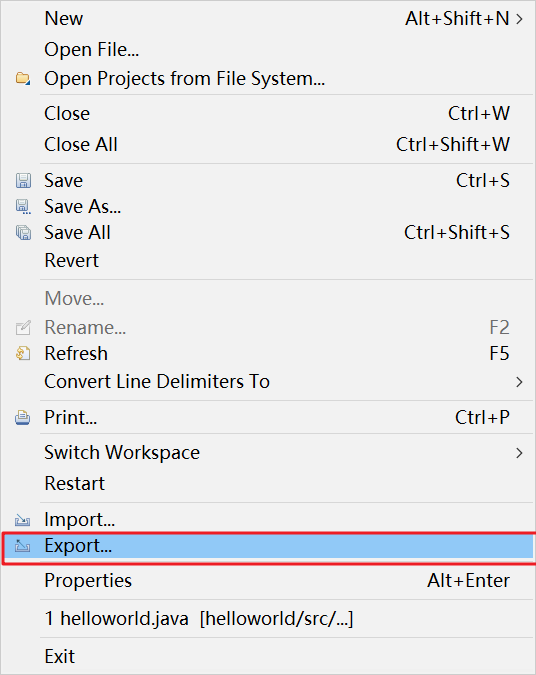 New Alt+Shift+N >
Open File...
Open Projects from File System...
Close Ctrl+W
Close All Ctrl+Shift+W
Save Ctrl+S
Save As...
Save All Ctrl+Shift+S
Revert
Move...
Rename... F2
Refresh F5
Convert Line Delimiters To >
Print... Ctrl+P
Switch Workspace >
Restart
Import...
Export...
Properties Alt+Enter
1 helloworld.java [helloworld/src/...]
Exit